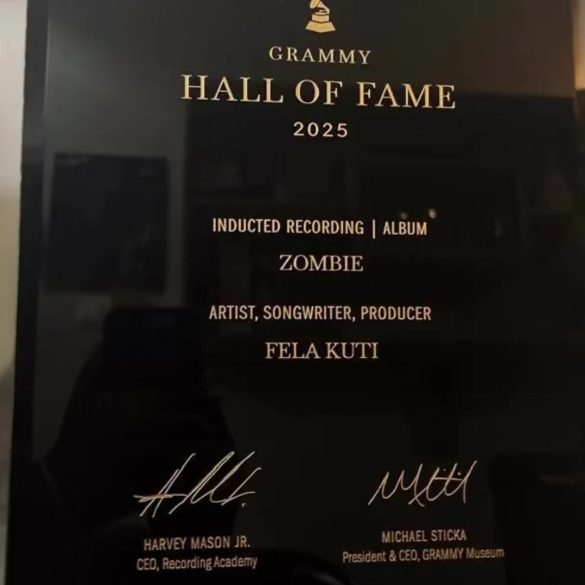 GRAMMY
HALL OF FAME
2025
INDUCTED RECORDING | ALBUM
ZOMBIE
ARTIST, SONGWRITER, PRODUCER
FELA KUTI
HARVEY MASON JR.
CEO, Recording Academy
MICHAEL STICKA
President & CEO, GRAMMY Museum